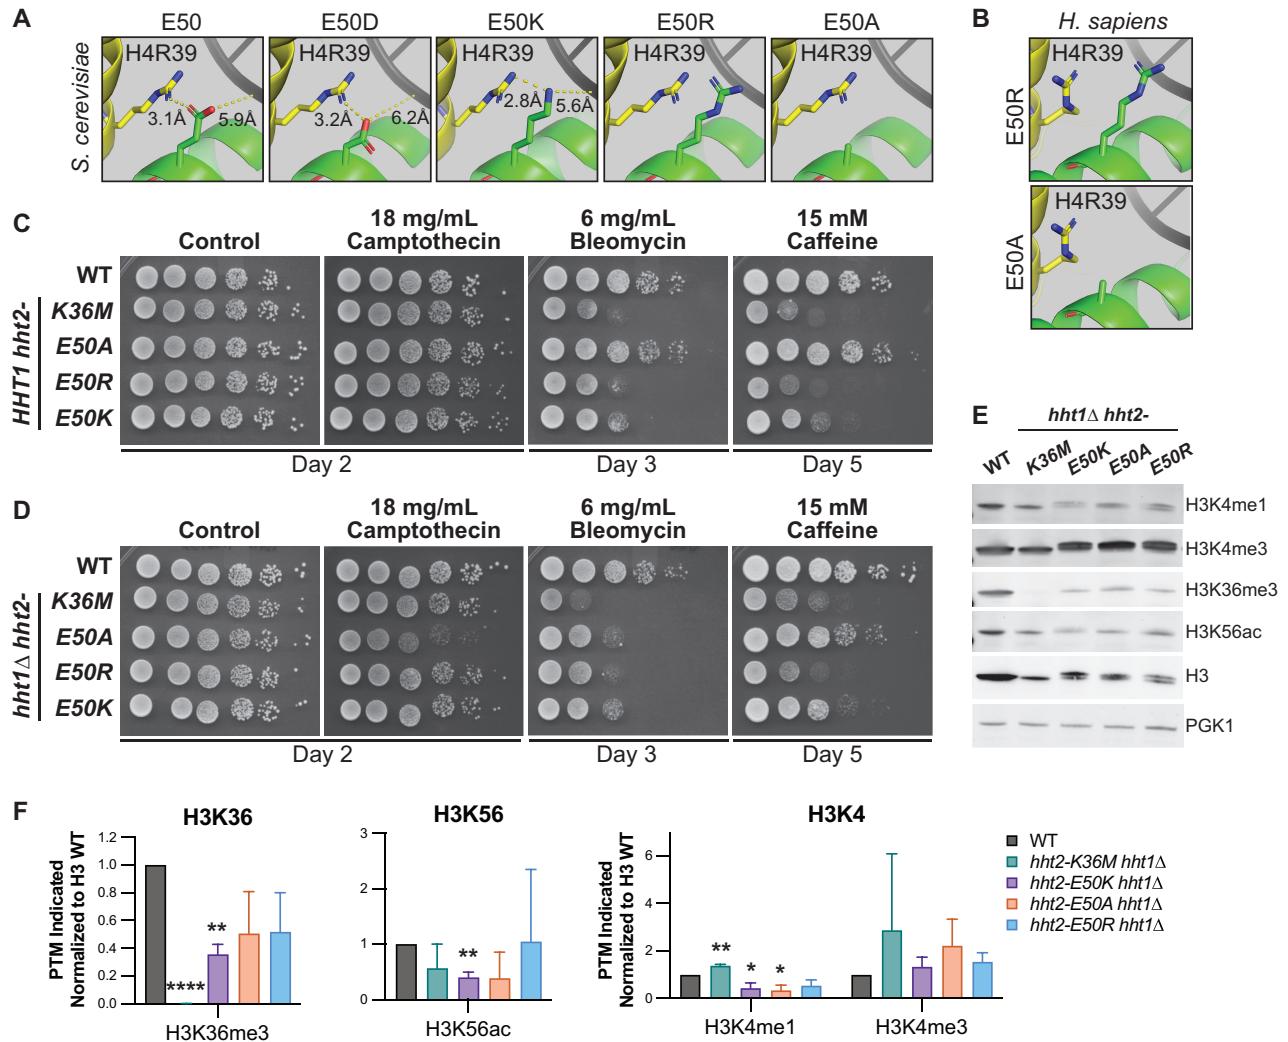 A
E50 E50D E50K E50R E50A
S. cerevisiae
H4R39 H4R39 H4R39 H4R39 H4R39
3.1Å 5.9Å 3.2Å 6.2Å 2.8Å 5.6Å
B
H. sapiens
E50R
H4R39
E50A
H4R39
C
Control
18 mg/mL Camptothecin
6 mg/mL Bleomycin
15 mM Caffeine
HHT1 hht2-
WT
K36M
E50A
E50R
E50K
Day 2 Day 3 Day 5
D
Control
18 mg/mL Camptothecin
6 mg/mL Bleomycin
15 mM Caffeine
hht1Δ hht2-
WT
K36M
E50A
E50R
E50K
Day 2 Day 3 Day 5
E
hht1Δ hht2-
WT K36M E50K E50A E50R
H3K4me1
H3K4me3
H3K36me3
H3K56ac
H3
PGK1
F
H3K36
PTM Indicated
Normalized to H3 WT
1.2
1.0
0.8
0.6
0.4
0.2
0.0
****
**
H3K36me3
H3K56
3
2
1
0
**
H3K56ac
H3K4
PTM Indicated
Normalized to H3 WT
6
4
2
0
** * *
H3K4me1 H3K4me3
WT
hht2-K36M hht1Δ
hht2-E50K hht1Δ
hht2-E50A hht1Δ
hht2-E50R hht1Δ